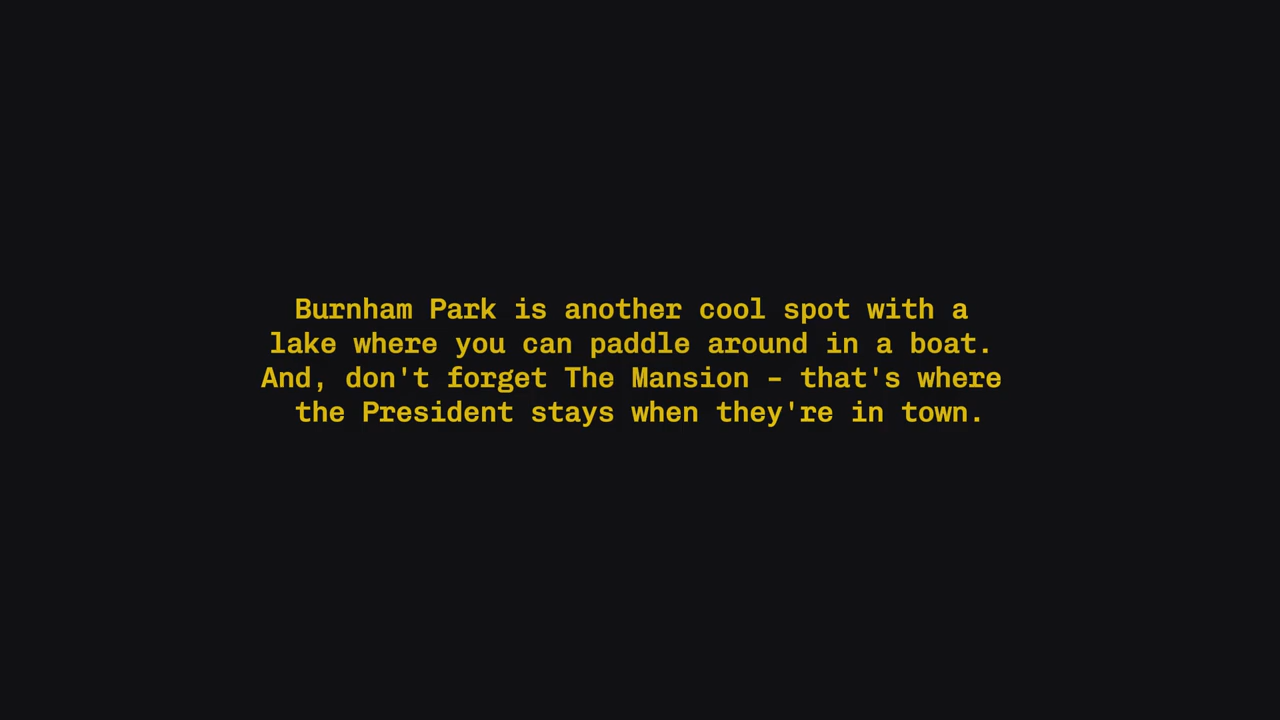 Burnham Park is another cool spot with a
lake where you can paddle around in a boat.
And, don't forget The Mansion – that's where
the President stays when they're in town.